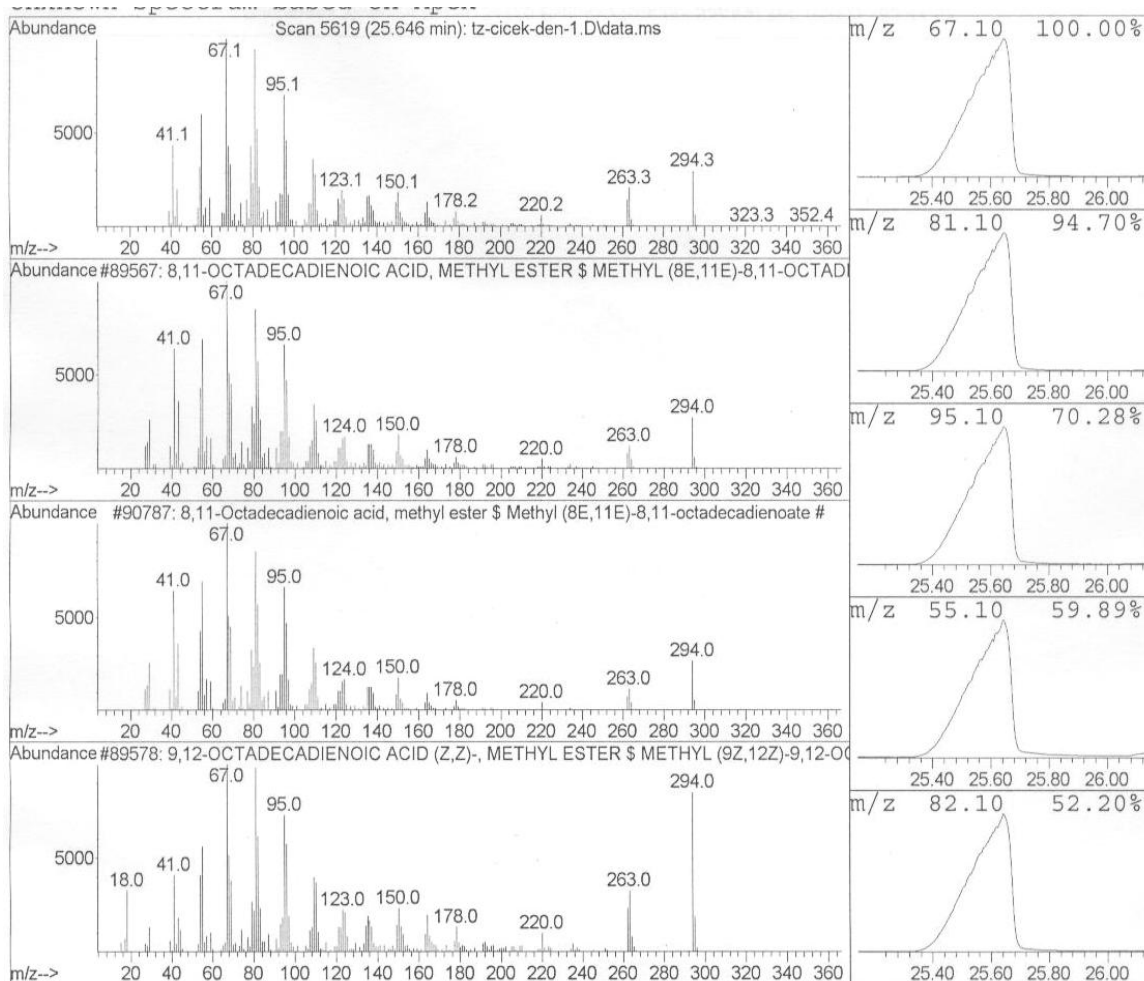 Unknown Spectrum based on Apex
Abundance
Scan 5619 (25.646 min): tz-cicek-den-1.D\data.ms
67.1
95.1
5000
41.1
123.1
150.1
178.2
220.2
263.3
294.3
323.3
352.4
m/z-->
20 40 60 80 100 120 140 160 180 200 220 240 260 280 300 320 340 360
Abundance
#89567: 8,11-OCTADECADIENOIC ACID, METHYL ESTER $ METHYL (8E,11E)-8,11-OCTADI
67.0
41.0
95.0
5000
124.0
150.0
178.0
220.0
263.0
294.0
m/z-->
20 40 60 80 100 120 140 160 180 200 220 240 260 280 300 320 340 360
Abundance
#90787: 8,11-Octadecadienoic acid, methyl ester $ Methyl (8E,11E)-8,11-octadecadienoate #
67.0
41.0
95.0
5000
124.0
150.0
178.0
220.0
263.0
294.0
m/z-->
20 40 60 80 100 120 140 160 180 200 220 240 260 280 300 320 340 360
Abundance
#89578: 9,12-OCTADECADIENOIC ACID (Z,Z)-, METHYL ESTER $ METHYL (9Z,12Z)-9,12-OC
67.0
95.0
294.0
5000
18.0
41.0
123.0
150.0
178.0
220.0
263.0
m/z-->
20 40 60 80 100 120 140 160 180 200 220 240 260 280 300 320 340 360
m/z 67.10 100.00%
25.40 25.60 25.80 26.00
m/z 81.10 94.70%
25.40 25.60 25.80 26.00
m/z 95.10 70.28%
25.40 25.60 25.80 26.00
m/z 55.10 59.89%
25.40 25.60 25.80 26.00
m/z 82.10 52.20%
25.40 25.60 25.80 26.00